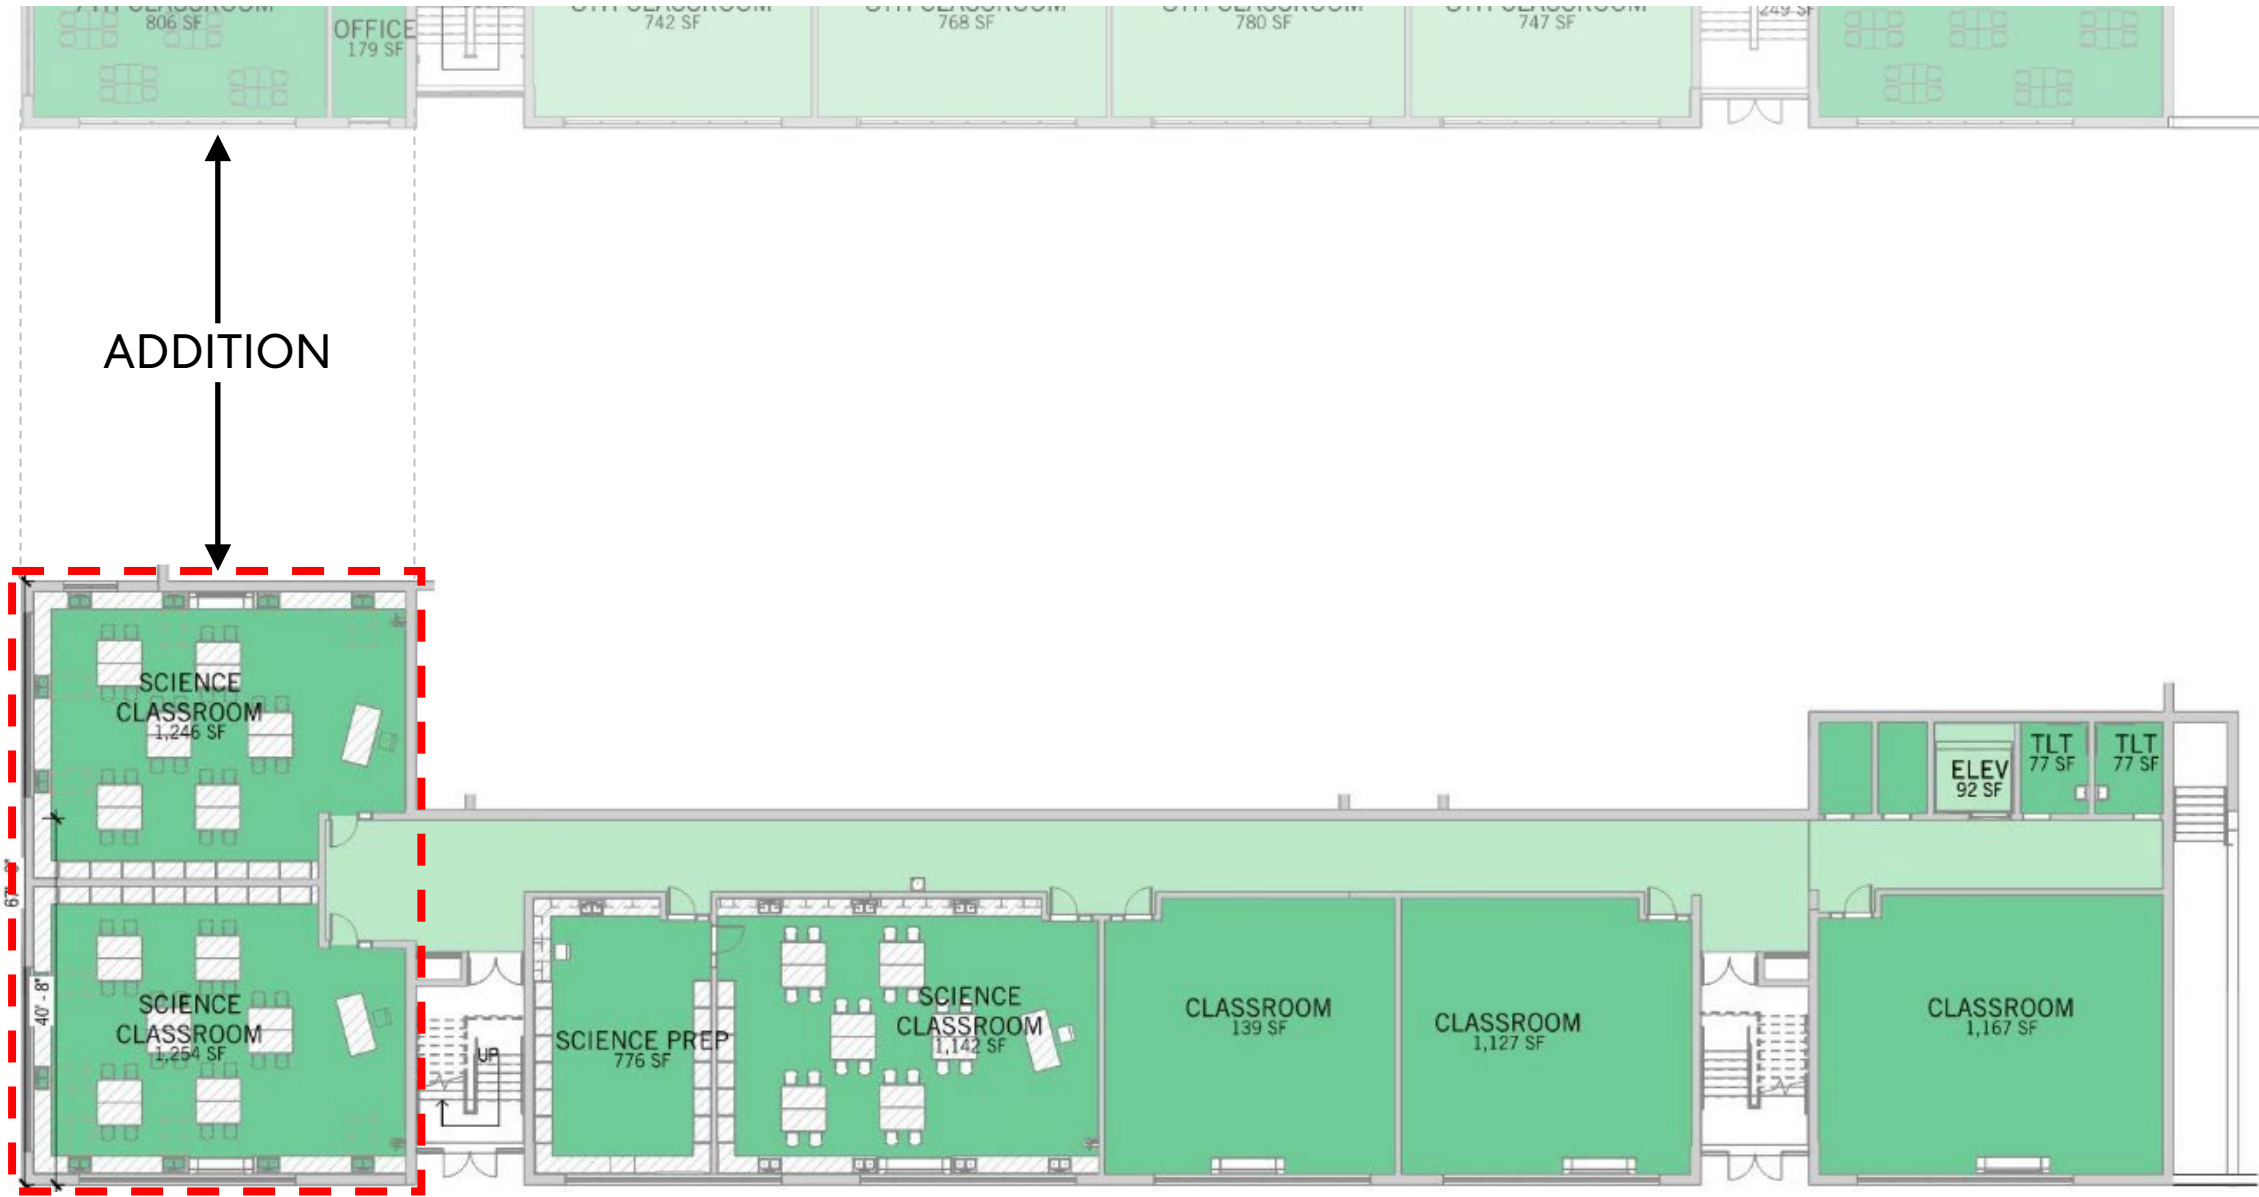 806 SF
OFFICE
179 SF
742 SF
768 SF
780 SF
747 SF
249 SF
ADDITION
SCIENCE
CLASSROOM
1,246 SF
TLT
77 SF
TLT
77 SF
ELEV
92 SF
40' - 8"
SCIENCE
CLASSROOM
1,254 SF
UP
SCIENCE PREP
776 SF
SCIENCE
CLASSROOM
1,142 SF
CLASSROOM
139 SF
CLASSROOM
1,127 SF
CLASSROOM
1,167 SF